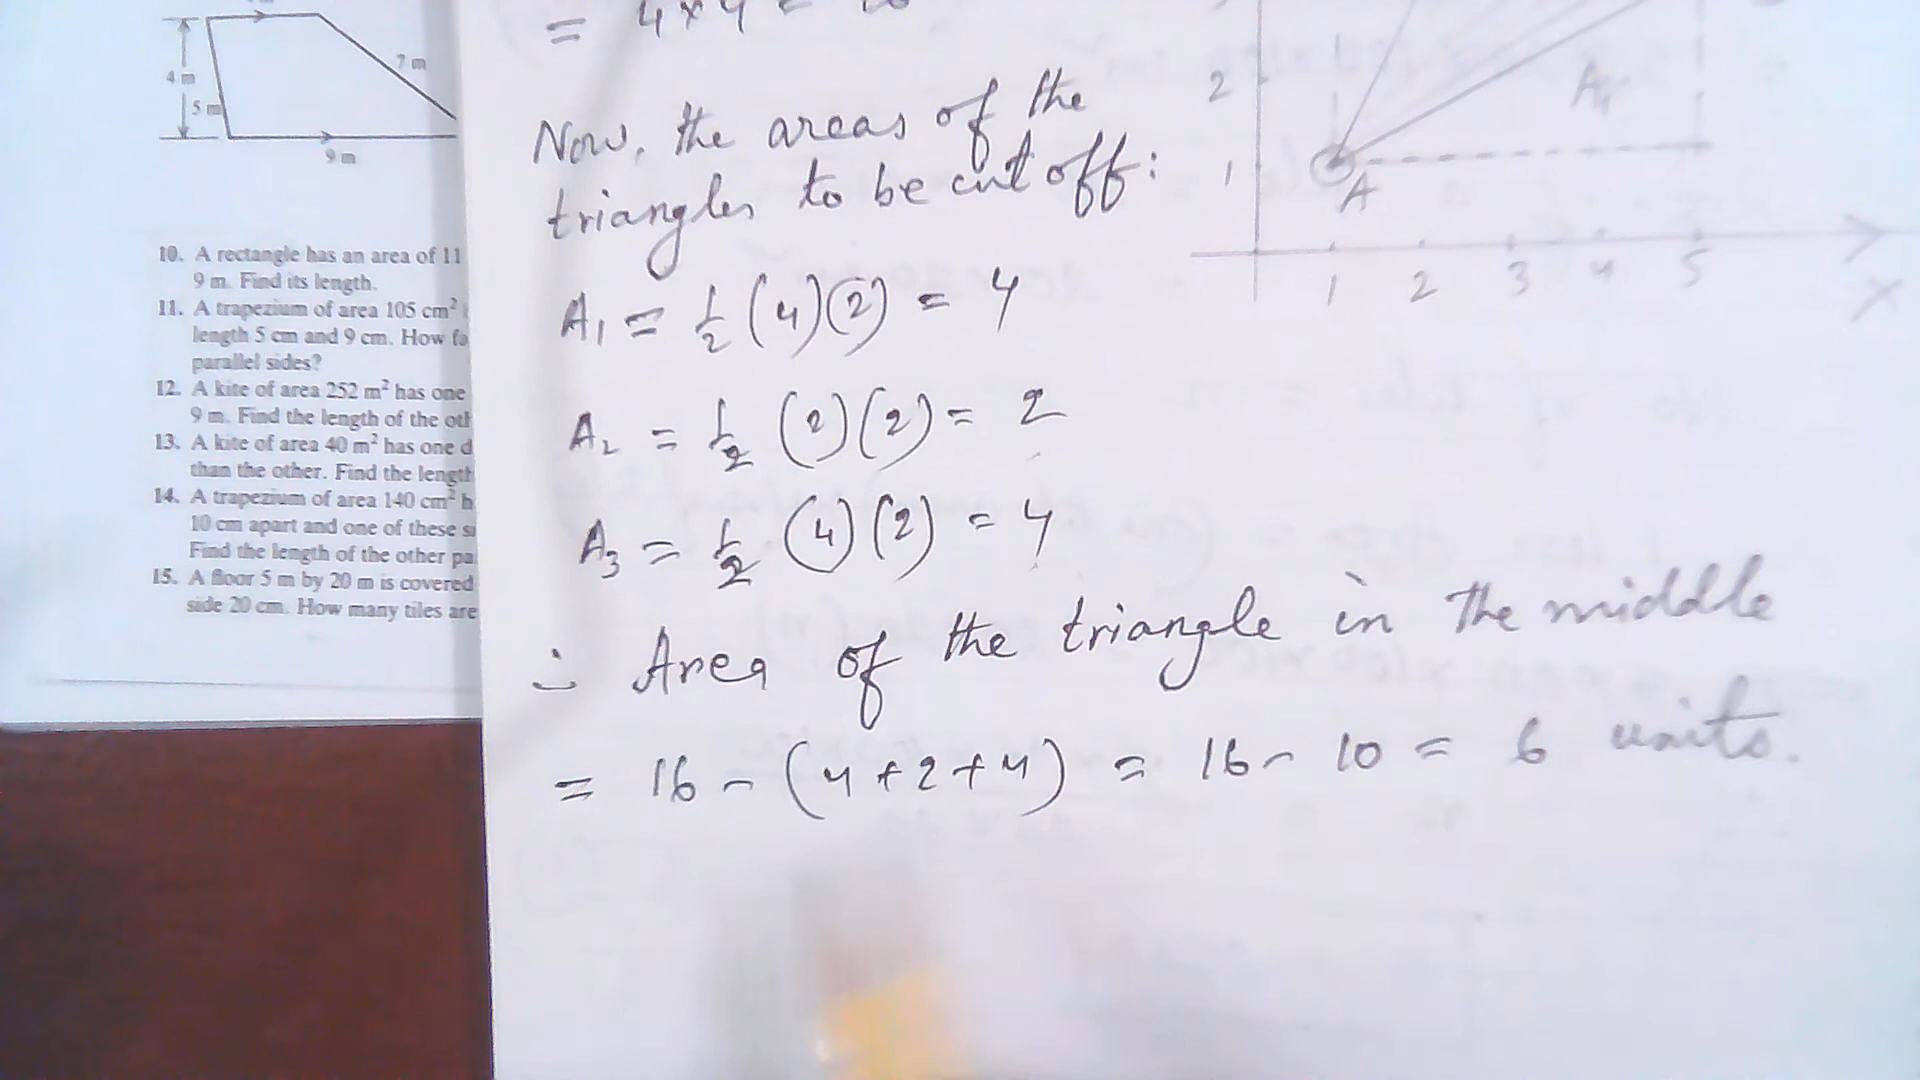 4 m
7 m
5 m
9 m
10. A rectangle has an area of 11
9 m. Find its length.
11. A trapezium of area 105 cm²
length 5 cm and 9 cm. How fa
parallel sides?
12. A kite of area 252 m² has one
9 m. Find the length of the oth
13. A kite of area 40 m² has one d
than the other. Find the length
14. A trapezium of area 140 cm² h
10 cm apart and one of these si
Find the length of the other pa
15. A floor 5 m by 20 m is covered
side 20 cm. How many tiles are
= 4 × 4 =
Now, the areas of the
triangles to be cut off:
A₁ = ½ (4)(2) = 4
A₂ = ½ (2)(2) = 2
A₃ = ½ (4)(2) = 4
∴ Area of the triangle in the middle
= 16 - (4+2+4) = 16 - 10 = 6 units.
2
1
A
1 2 3 4 5
X